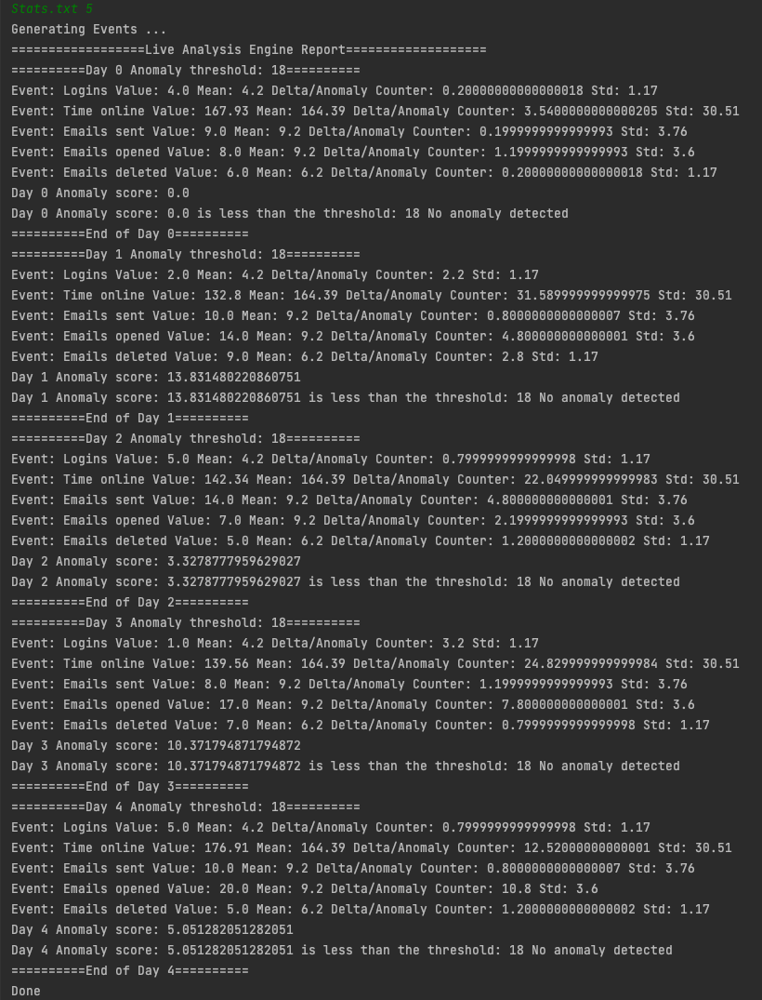 Stats.txt 5
Generating Events ...
==================Live Analysis Engine Report===================
==========Day 0 Anomaly threshold: 18==========
Event: Logins Value: 4.0 Mean: 4.2 Delta/Anomaly Counter: 0.20000000000000018 Std: 1.17
Event: Time online Value: 167.93 Mean: 164.39 Delta/Anomaly Counter: 3.5400000000000205 Std: 30.51
Event: Emails sent Value: 9.0 Mean: 9.2 Delta/Anomaly Counter: 0.1999999999999993 Std: 3.76
Event: Emails opened Value: 8.0 Mean: 9.2 Delta/Anomaly Counter: 1.1999999999999993 Std: 3.6
Event: Emails deleted Value: 6.0 Mean: 6.2 Delta/Anomaly Counter: 0.20000000000000018 Std: 1.17
Day 0 Anomaly score: 0.0
Day 0 Anomaly score: 0.0 is less than the threshold: 18 No anomaly detected
==========End of Day 0==========
==========Day 1 Anomaly threshold: 18==========
Event: Logins Value: 2.0 Mean: 4.2 Delta/Anomaly Counter: 2.2 Std: 1.17
Event: Time online Value: 132.8 Mean: 164.39 Delta/Anomaly Counter: 31.589999999999975 Std: 30.51
Event: Emails sent Value: 10.0 Mean: 9.2 Delta/Anomaly Counter: 0.8000000000000007 Std: 3.76
Event: Emails opened Value: 14.0 Mean: 9.2 Delta/Anomaly Counter: 4.800000000000001 Std: 3.6
Event: Emails deleted Value: 9.0 Mean: 6.2 Delta/Anomaly Counter: 2.8 Std: 1.17
Day 1 Anomaly score: 13.831480220860751
Day 1 Anomaly score: 13.831480220860751 is less than the threshold: 18 No anomaly detected
==========End of Day 1==========
==========Day 2 Anomaly threshold: 18==========
Event: Logins Value: 5.0 Mean: 4.2 Delta/Anomaly Counter: 0.7999999999999998 Std: 1.17
Event: Time online Value: 142.34 Mean: 164.39 Delta/Anomaly Counter: 22.049999999999983 Std: 30.51
Event: Emails sent Value: 14.0 Mean: 9.2 Delta/Anomaly Counter: 4.800000000000001 Std: 3.76
Event: Emails opened Value: 7.0 Mean: 9.2 Delta/Anomaly Counter: 2.1999999999999993 Std: 3.6
Event: Emails deleted Value: 5.0 Mean: 6.2 Delta/Anomaly Counter: 1.2000000000000002 Std: 1.17
Day 2 Anomaly score: 3.3278777959629027
Day 2 Anomaly score: 3.3278777959629027 is less than the threshold: 18 No anomaly detected
==========End of Day 2==========
==========Day 3 Anomaly threshold: 18==========
Event: Logins Value: 1.0 Mean: 4.2 Delta/Anomaly Counter: 3.2 Std: 1.17
Event: Time online Value: 139.56 Mean: 164.39 Delta/Anomaly Counter: 24.829999999999984 Std: 30.51
Event: Emails sent Value: 8.0 Mean: 9.2 Delta/Anomaly Counter: 1.1999999999999993 Std: 3.76
Event: Emails opened Value: 17.0 Mean: 9.2 Delta/Anomaly Counter: 7.800000000000001 Std: 3.6
Event: Emails deleted Value: 7.0 Mean: 6.2 Delta/Anomaly Counter: 0.7999999999999998 Std: 1.17
Day 3 Anomaly score: 10.371794871794872
Day 3 Anomaly score: 10.371794871794872 is less than the threshold: 18 No anomaly detected
==========End of Day 3==========
==========Day 4 Anomaly threshold: 18==========
Event: Logins Value: 5.0 Mean: 4.2 Delta/Anomaly Counter: 0.7999999999999998 Std: 1.17
Event: Time online Value: 176.91 Mean: 164.39 Delta/Anomaly Counter: 12.52000000000001 Std: 30.51
Event: Emails sent Value: 10.0 Mean: 9.2 Delta/Anomaly Counter: 0.8000000000000007 Std: 3.76
Event: Emails opened Value: 20.0 Mean: 9.2 Delta/Anomaly Counter: 10.8 Std: 3.6
Event: Emails deleted Value: 5.0 Mean: 6.2 Delta/Anomaly Counter: 1.2000000000000002 Std: 1.17
Day 4 Anomaly score: 5.051282051282051
Day 4 Anomaly score: 5.051282051282051 is less than the threshold: 18 No anomaly detected
==========End of Day 4==========
Done